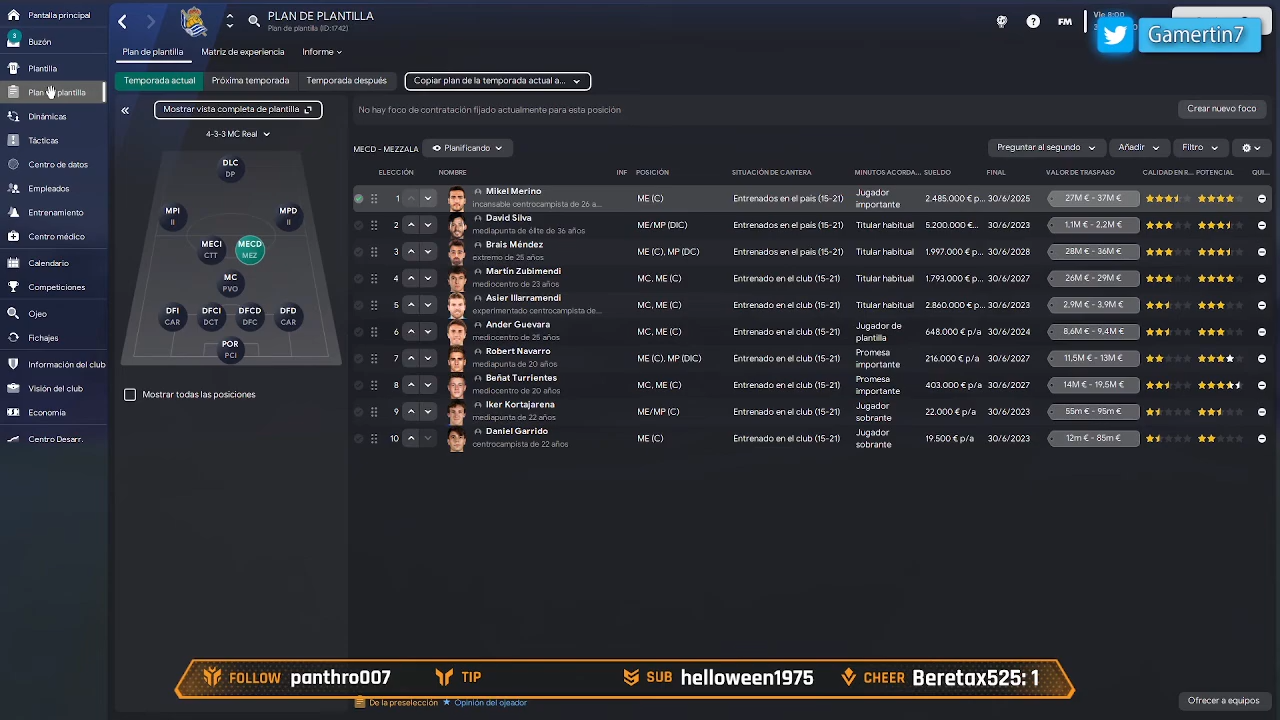 PLAN DE PLANTILLA
Plan de plantilla (ID:1742)
FM
Vie 8:00
Gamertin7
3
Buzón
Principal
Plantilla
Plan de plantilla
Dinámicas
Tácticas
Centro de datos
Empleados
Entrenamiento
Centro médico
Calendario
Competiciones
Ojeo
Fichajes
Información del club
Visión del club
Economía
Centro Desarr.
Plan de plantilla
Matriz de experiencia
Informe
Temporada actual
Próxima temporada
Temporada después
Copiar plan de la temporada actual a...
Mostrar vista completa de plantilla
4-3-3 MC Real
DLC
DP
MPI
II
MPD
II
MECI
CTT
MECD
MEZ
MC
PVO
DFI
CAR
DFCI
DCT
DFCD
DFC
DFD
CAR
POR
PCI
Mostrar todas las posiciones
No hay foco de contratación fijado actualmente para esta posición
Crear nuevo foco
MECD - MEZZALA
Planificando
Preguntar al segundo
Añadir
Filtro
ELECCIÓN NOMBRE INF POSICIÓN SITUACIÓN DE CANTERA MINUTOS ACORDA... SUELDO FINAL VALOR DE TRASPASO CALIDAD EN R... POTENCIAL QUI...
1 Mikel Merino ME (C) Entrenados en el país (15-21) Jugador importante 2.485.000 € p... 30/6/2025 27M € - 37M €
incansable centrocampista de 26 a...
2 David Silva ME/MP (DIC) Entrenados en el país (15-21) Titular habitual 5.200.000 €... 30/6/2023 1,1M € - 2,2M €
mediapunta de élite de 36 años
3 Brais Méndez ME (C), MP (DC) Entrenados en el país (15-21) Titular habitual 1.997.000 € p... 30/6/2028 28M € - 36M €
extremo de 25 años
4 Martín Zubimendi MC, ME (C) Entrenados en el club (15-21) Titular habitual 1.793.000 € p... 30/6/2027 26M € - 29M €
mediocentro de 23 años
5 Asier Illarramendi MC, ME (C) Entrenados en el club (15-21) Titular habitual 2.860.000 € p... 30/6/2023 2,9M € - 3,9M €
experimentado centrocampista de...
6 Ander Guevara MC, ME (C) Entrenados en el club (15-21) Jugador de plantilla 648.000 € p/a 30/6/2024 8,6M € - 9,4M €
mediocentro de 25 años
7 Robert Navarro ME (C), MP (DIC) Entrenados en el club (15-21) Promesa importante 216.000 € p/a 30/6/2025 11,5M € - 13M €
mediapunta de 20 años
8 Beñat Turrientes MC, ME (C) Entrenados en el club (15-21) Promesa importante 403.000 € p/a 30/6/2027 14M € - 19,5M €
mediocentro de 20 años
9 Iker Kortajarena ME/MP (C) Entrenados en el club (15-21) Jugador sobrante 22.000 € p/a 30/6/2023 55m € - 95m €
mediapunta de 22 años
10 Daniel Garrido ME (C) Entrenados en el club (15-21) Jugador sobrante 19.500 € p/a 30/6/2023 12m € - 85m €
centrocampista de 22 años
FOLLOW panthro007 TIP SUB helloween1975 CHEER Beretax525: 1
De la preselección
Opinión del ojeador
Ofrecer a equipos